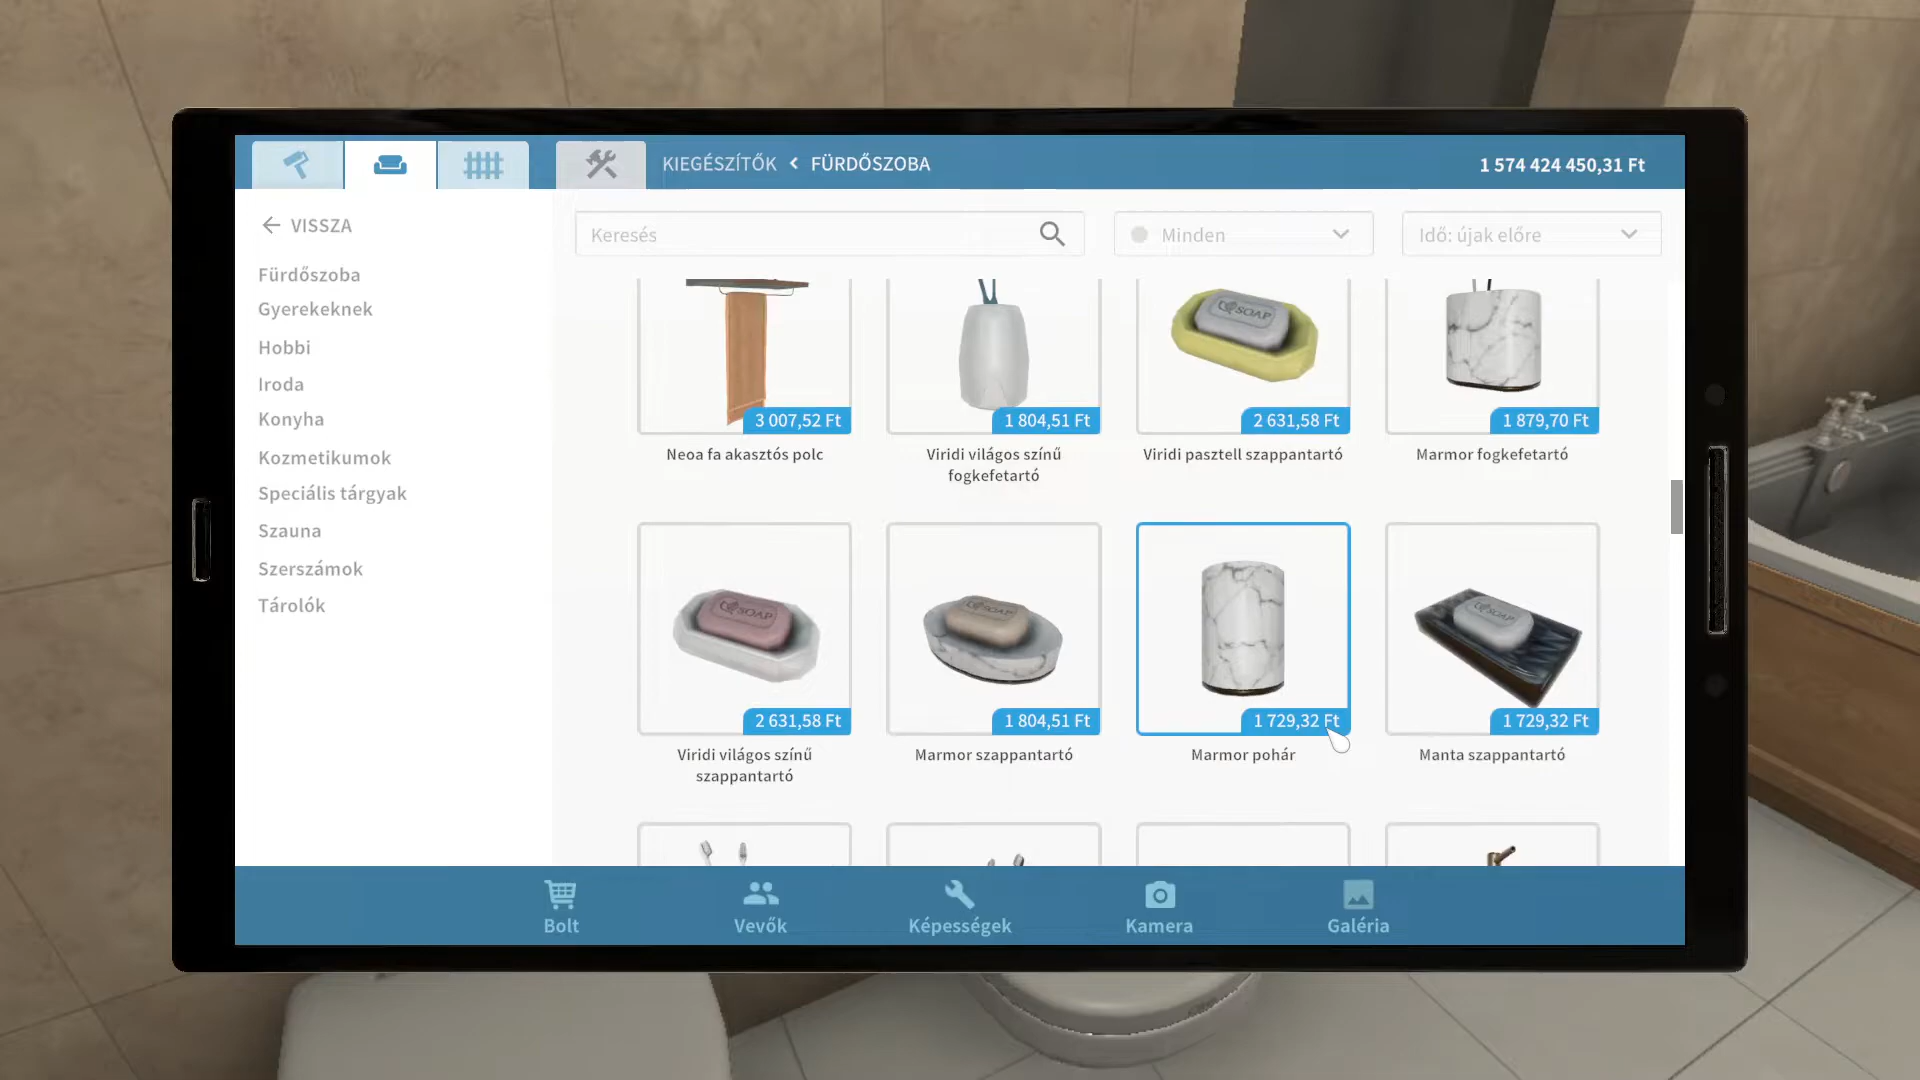 KIEGÉSZÍTŐK < FÜRDŐSZOBA
1 574 424 450,31 Ft
VISSZA
Fürdőszoba
Gyerekeknek
Hobbi
Iroda
Konyha
Kozmetikumok
Speciális tárgyak
Szauna
Szerszámok
Tárolók
Keresés
Minden
Idő: újak előre
3 007,52 Ft
Neoa fa akasztós polc
1 804,51 Ft
Viridi világos színű
fogkefetartó
SOAP
2 631,58 Ft
Viridi pasztell szappantartó
1 879,70 Ft
Marmor fogkefetartó
SOAP
2 631,58 Ft
Viridi világos színű
szappantartó
SOAP
1 804,51 Ft
Marmor szappantartó
1 729,32 Ft
Marmor pohár
SOAP
1 729,32 Ft
Manta szappantartó
Bolt
Vevők
Képességek
Kamera
Galéria